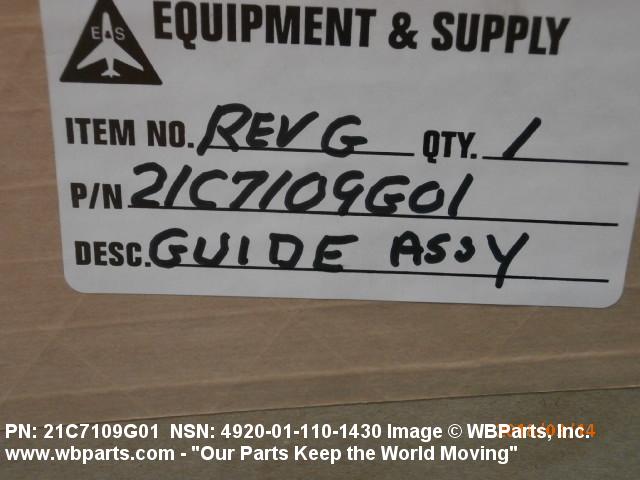 E S
EQUIPMENT & SUPPLY
ITEM NO. REV G QTY. 1
P/N 21C7109G01
DESC. GUIDE ASSY
PN: 21C7109G01 NSN: 4920-01-110-1430 Image © WBParts, Inc.
www.wbparts.com - "Our Parts Keep the World Moving"